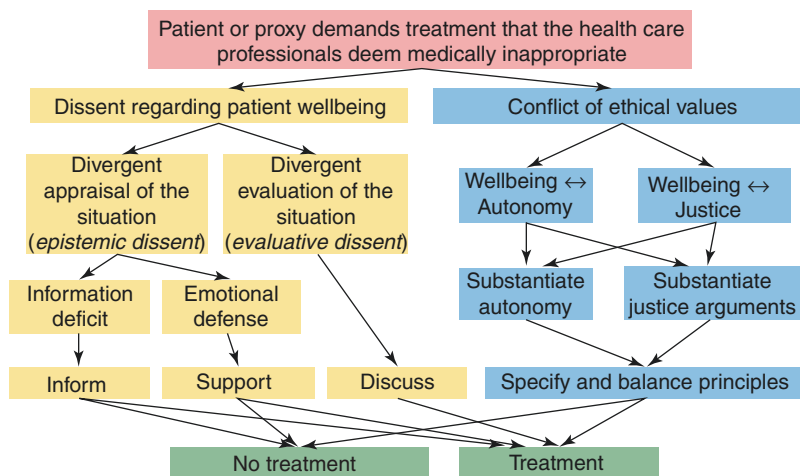 Patient or proxy demands treatment that the health care
professionals deem medically inappropriate
Dissent regarding patient wellbeing
Conflict of ethical values
Divergent
appraisal of the
situation
(epistemic dissent)
Divergent
evaluation of the
situation
(evaluative dissent)
Wellbeing ↔
Autonomy
Wellbeing ↔
Justice
Information
deficit
Emotional
defense
Substantiate
autonomy
Substantiate
justice arguments
Inform
Support
Discuss
Specify and balance principles
No treatment
Treatment